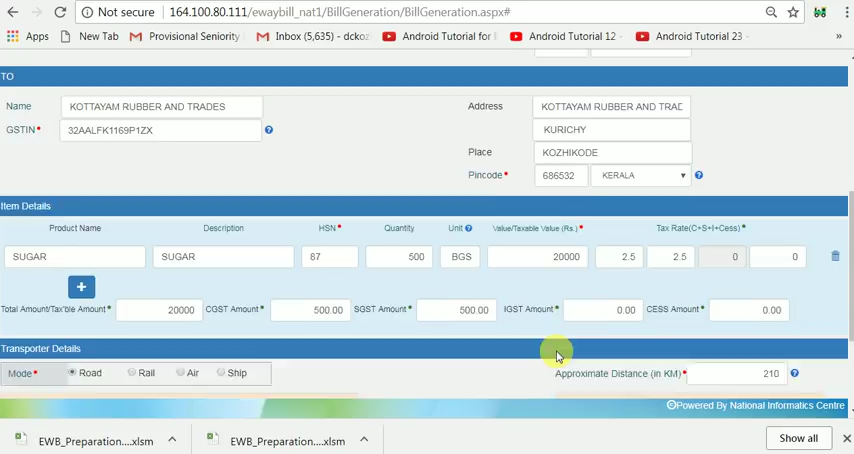 Not secure | 164.100.80.111/ewaybill_nat1/BillGeneration/BillGeneration.aspx#
Apps New Tab Provisional Seniority Inbox (5,635) - dckoz Android Tutorial for Android Tutorial 12 - Android Tutorial 23 - »
TO
Name KOTTAYAM RUBBER AND TRADES Address KOTTAYAM RUBBER AND TRAD
GSTIN 32AALFK1169P1ZX KURICHY
Place KOZHIKODE
Pincode 686532 KERALA
Item Details
Product Name Description HSN Quantity Unit Value/Taxable Value (Rs.) Tax Rate(C+S+I+Cess)
SUGAR SUGAR 87 500 BGS 20000 2.5 2.5 0 0
Total Amount/Tax'ble Amount 20000 CGST Amount 500.00 SGST Amount 500.00 IGST Amount 0.00 CESS Amount 0.00
Transporter Details
Mode Road Rail Air Ship Approximate Distance (in KM) 210
©Powered By National Informatics Centre
EWB_Preparation....xlsm EWB_Preparation....xlsm Show all